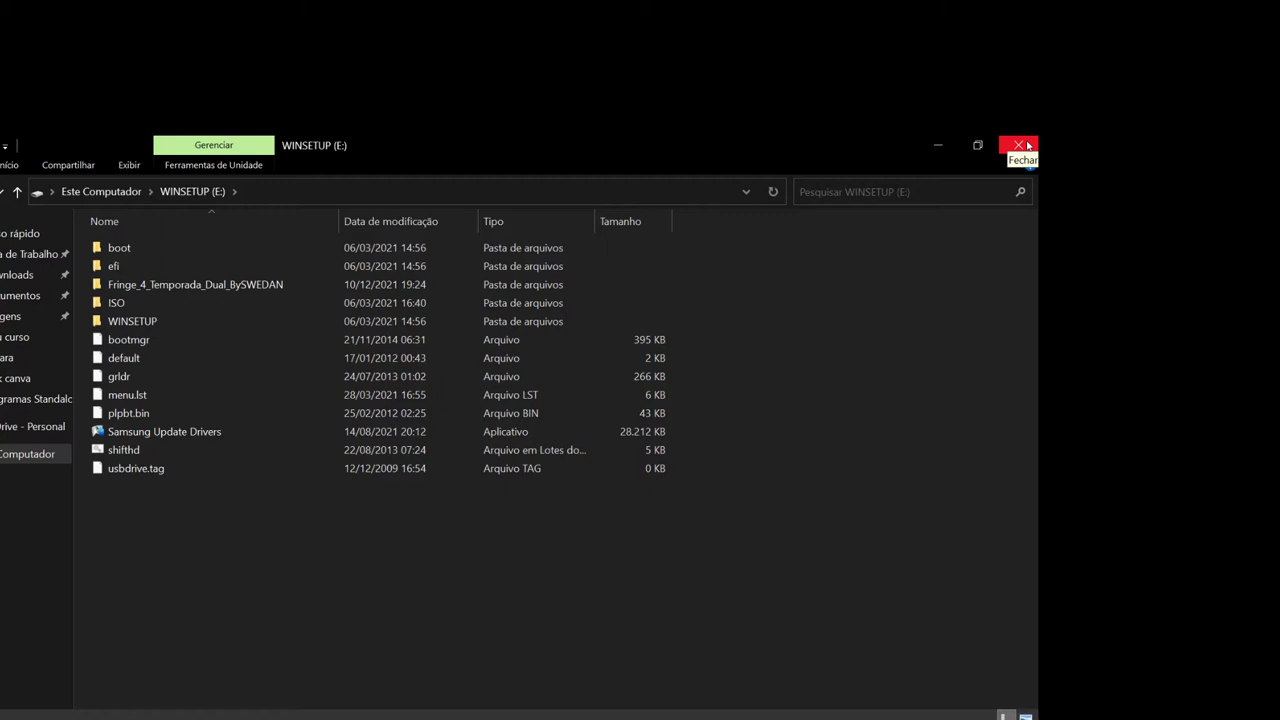 Gerenciar WINSETUP (E:)
Fechar
nício Compartilhar Exibir Ferramentas de Unidade
Este Computador WINSETUP (E:) Pesquisar WINSETUP (E:)
Nome Data de modificação Tipo Tamanho
so rápido
a de Trabalho
wnloads
umentos
gens
u curso
ara
k canva
gramas Standalc
Drive - Personal
Computador
boot 06/03/2021 14:56 Pasta de arquivos
efi 06/03/2021 14:56 Pasta de arquivos
Fringe_4_Temporada_Dual_BySWEDAN 10/12/2021 19:24 Pasta de arquivos
ISO 06/03/2021 16:40 Pasta de arquivos
WINSETUP 06/03/2021 14:56 Pasta de arquivos
bootmgr 21/11/2014 06:31 Arquivo 395 KB
default 17/01/2012 00:43 Arquivo 2 KB
grldr 24/07/2013 01:02 Arquivo 266 KB
menu.lst 28/03/2021 16:55 Arquivo LST 6 KB
plpbt.bin 25/02/2012 02:25 Arquivo BIN 43 KB
Samsung Update Drivers 14/08/2021 20:12 Aplicativo 28.212 KB
shifthd 22/08/2013 07:24 Arquivo em Lotes do... 5 KB
usbdrive.tag 12/12/2009 16:54 Arquivo TAG 0 KB